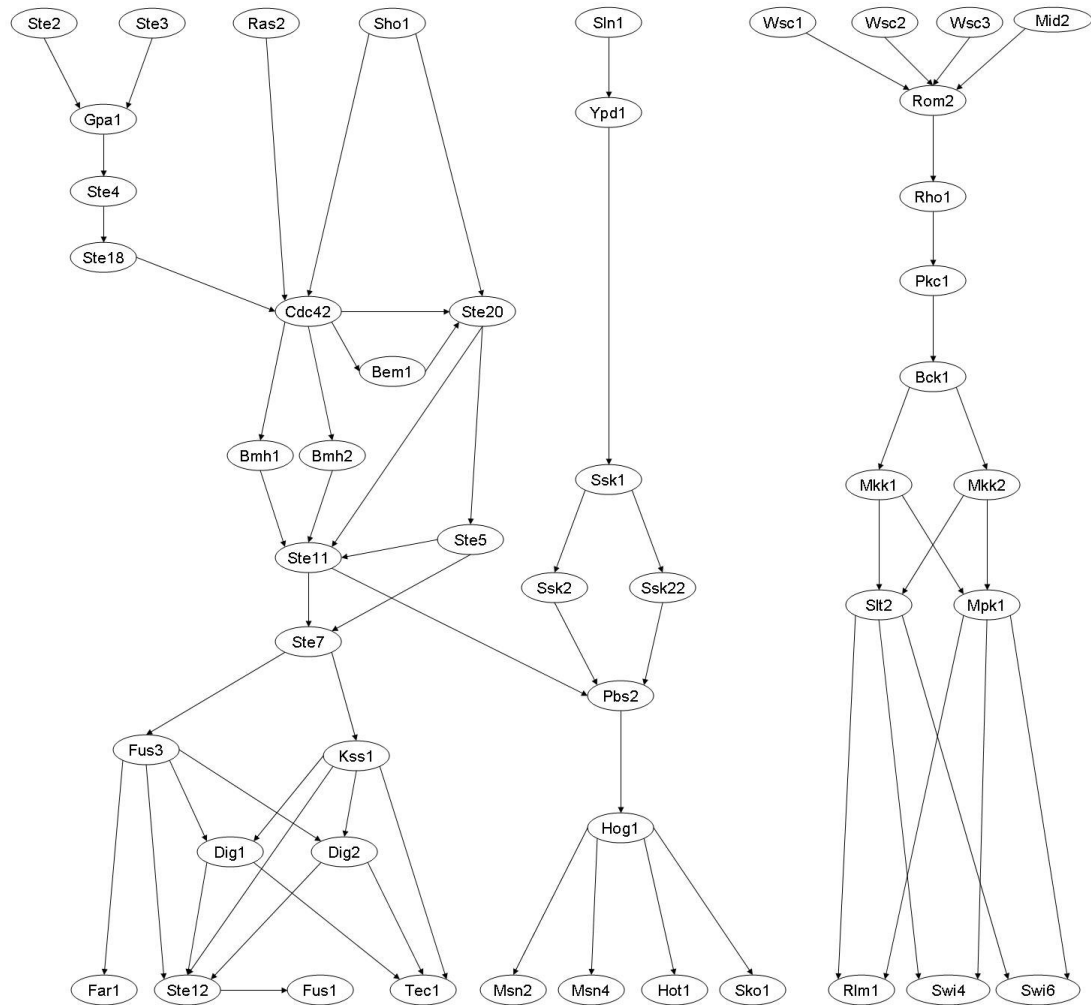 Ste2
Ste3
Ras2
Sho1
Sln1
Wsc1
Wsc2
Wsc3
Mid2
Gpa1
Ypd1
Rom2
Ste4
Rho1
Ste18
Pkc1
Cdc42
Ste20
Bem1
Bck1
Bmh1
Bmh2
Ssk1
Mkk1
Mkk2
Ste11
Ste5
Ssk2
Ssk22
Slt2
Mpk1
Ste7
Pbs2
Fus3
Kss1
Hog1
Dig1
Dig2
Far1
Ste12
Fus1
Tec1
Msn2
Msn4
Hot1
Sko1
Rlm1
Swi4
Swi6